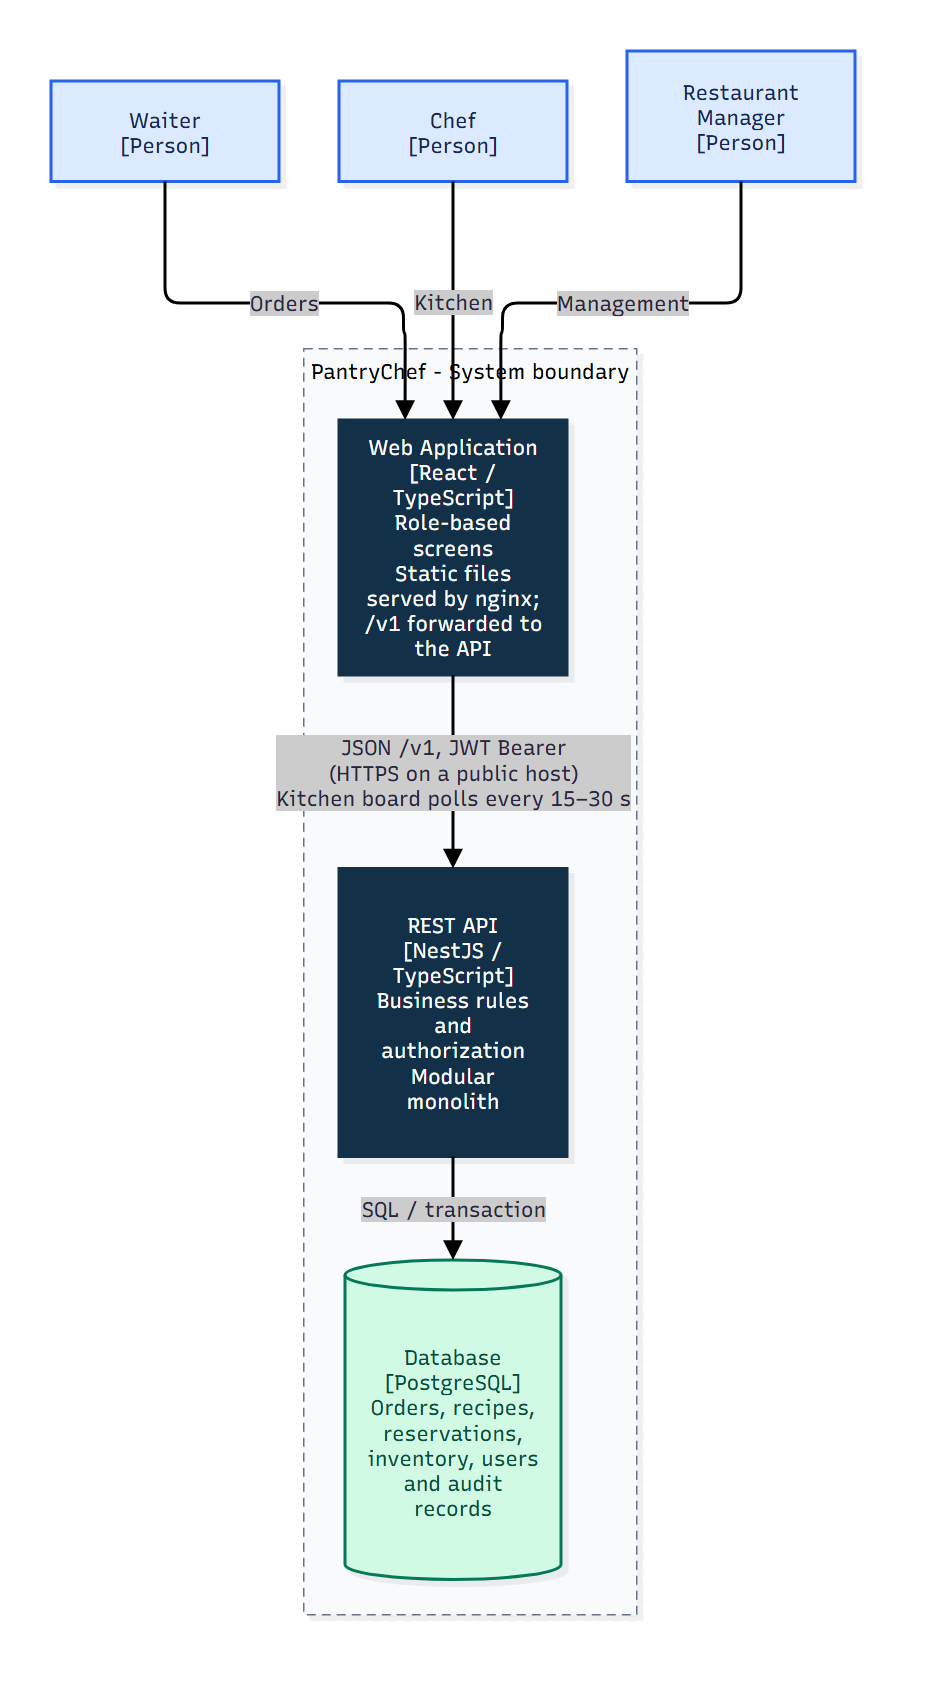 Waiter
[Person]
Chef
[Person]
Restaurant
Manager
[Person]
Orders
Kitchen
Management
PantryChef - System boundary
Web Application
[React /
TypeScript]
Role-based
screens
Static files
served by nginx;
/v1 forwarded to
the API
JSON /v1, JWT Bearer
(HTTPS on a public host)
Kitchen board polls every 15–30 s
REST API
[NestJS /
TypeScript]
Business rules
and
authorization
Modular
monolith
SQL / transaction
Database
[PostgreSQL]
Orders, recipes,
reservations,
inventory, users
and audit
records